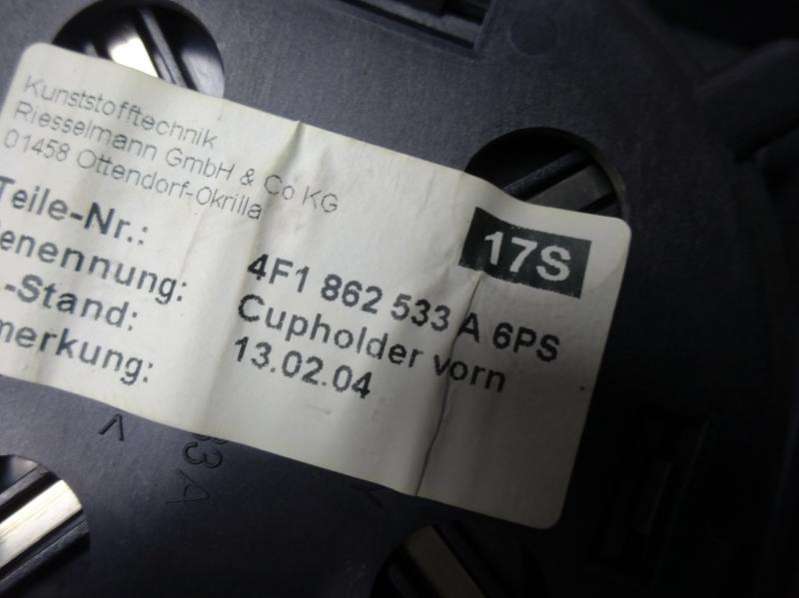 Kunststofftechnik
Riesselmann GmbH & Co KG
01458 Ottendorf-Okrilla
17S
Teile-Nr.: 4F1 862 533 A 6PS
enennung: Cupholder vorn
.-Stand: 13.02.04
merkung:
33 A